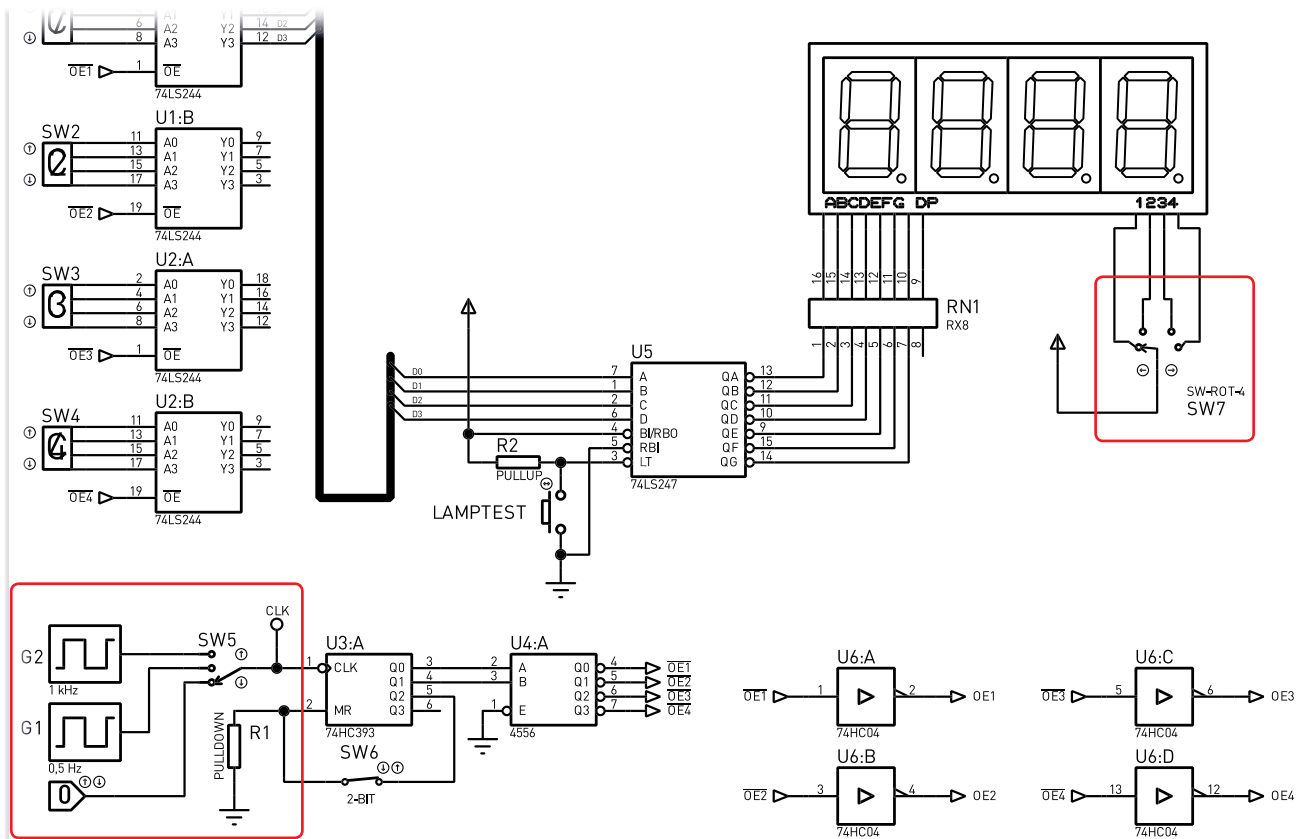 6 A2 Y2 14 D2
8 A3 Y3 12 D3
OE1 1 OE
74LS244
U1:B
SW2
2
11 A0 Y0 9
13 A1 Y1 7
15 A2 Y2 5
17 A3 Y3 3
OE2 19 OE
74LS244
U2:A
SW3
3
2 A0 Y0 18
4 A1 Y1 16
6 A2 Y2 14
8 A3 Y3 12
OE3 1 OE
74LS244
U2:B
SW4
4
11 A0 Y0 9
13 A1 Y1 7
15 A2 Y2 5
17 A3 Y3 3
OE4 19 OE
74LS244
ABCDEFG DP
1234
16 15 14 13 12 11 10 9
RN1
RX8
1 2 3 4 5 6 7 8
U5
D0 7 A QA 13
D1 1 B QB 12
D2 2 C QC 11
D3 6 D QD 10
4 BI/RBO QE 9
5 RBI QF 15
3 LT QG 14
74LS247
R2
PULLUP
LAMPTEST
SW-ROT-4
SW7
G2
1 kHz
G1
0,5 Hz
0
SW5
CLK
R1
PULLDOWN
U3:A
1 CLK Q0 3
Q1 4
Q2 5
2 MR Q3 6
74HC393
SW6
2-BIT
U4:A
2 A Q0 4 OE1
3 B Q1 5 OE2
Q2 6 OE3
1 E Q3 7 OE4
4556
U6:A
OE1 1 2 OE1
74HC04
U6:B
OE2 3 4 OE2
74HC04
U6:C
OE3 5 6 OE3
74HC04
U6:D
OE4 13 12 OE4
74HC04